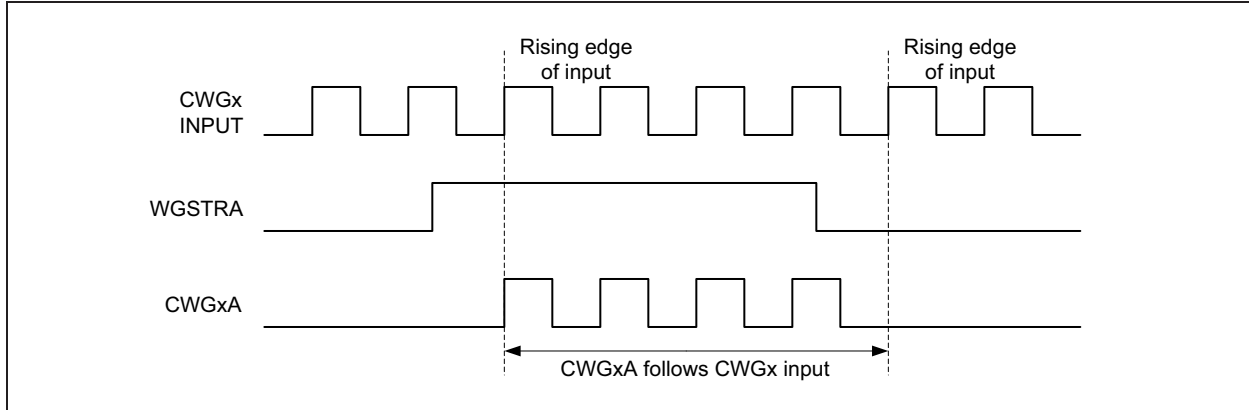 Rising edge
of input
Rising edge
of input
CWGx
INPUT
WGSTRA
CWGxA
CWGxA follows CWGx input